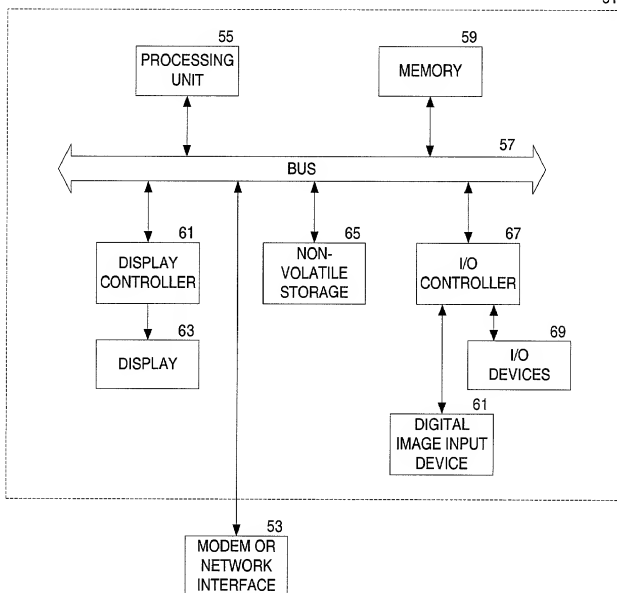 55
PROCESSING
UNIT
59
MEMORY
57
BUS
61
DISPLAY
CONTROLLER
65
NON-
VOLATILE
STORAGE
67
I/O
CONTROLLER
63
DISPLAY
69
I/O
DEVICES
61
DIGITAL
IMAGE INPUT
DEVICE
53
MODEM OR
NETWORK
INTERFACE